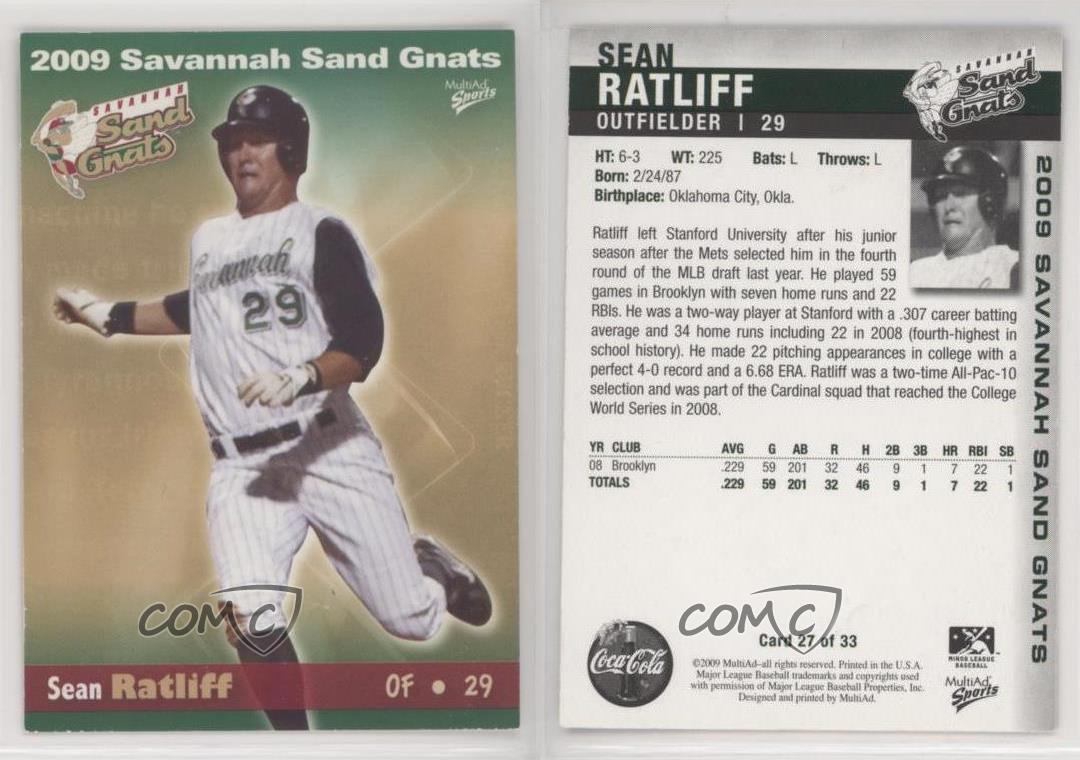 2009 Savannah Sand Gnats
MultiAd
Sports
SAVANNAH
Sand
Gnats
Savannah
29
COMC
Sean Ratliff
OF • 29
SEAN
RATLIFF
OUTFIELDER | 29
SAVANNAH
Sand
Gnats
HT: 6-3 WT: 225 Bats: L Throws: L
Born: 2/24/87
Birthplace: Oklahoma City, Okla.
Ratliff left Stanford University after his junior
season after the Mets selected him in the fourth
round of the MLB draft last year. He played 59
games in Brooklyn with seven home runs and 22
RBIs. He was a two-way player at Stanford with a .307 career batting
average and 34 home runs including 22 in 2008 (fourth-highest in
school history). He made 22 pitching appearances in college with a
perfect 4-0 record and a 6.68 ERA. Ratliff was a two-time All-Pac-10
selection and was part of the Cardinal squad that reached the College
World Series in 2008.
YR CLUB AVG G AB R H 2B 3B HR RBI SB
08 Brooklyn .229 59 201 32 46 9 1 7 22 1
TOTALS .229 59 201 32 46 9 1 7 22 1
2009 SAVANNAH SAND GNATS
COMC
Card 27 of 33
Coca-Cola
©2009 MultiAd–all rights reserved. Printed in the U.S.A.
Major League Baseball trademarks and copyrights used
with permission of Major League Baseball Properties, Inc.
Designed and printed by MultiAd.
MINOR LEAGUE
BASEBALL
MultiAd
Sports